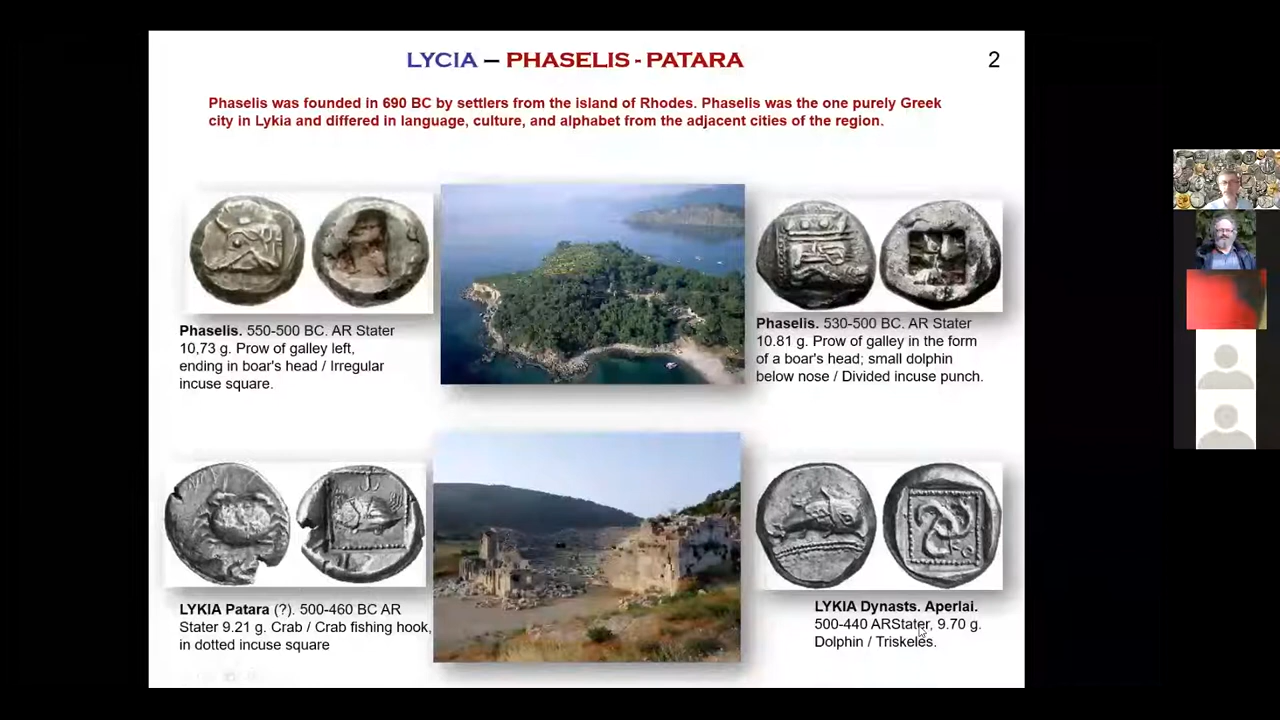 LYCIA – PHASELIS - PATARA
2
Phaselis was founded in 690 BC by settlers from the island of Rhodes. Phaselis was the one purely Greek
city in Lykia and differed in language, culture, and alphabet from the adjacent cities of the region.
Phaselis. 550-500 BC. AR Stater
10,73 g. Prow of galley left,
ending in boar's head / Irregular
incuse square.
Phaselis. 530-500 BC. AR Stater
10.81 g. Prow of galley in the form
of a boar's head; small dolphin
below nose / Divided incuse punch.
LYKIA Patara (?). 500-460 BC AR
Stater 9.21 g. Crab / Crab fishing hook,
in dotted incuse square
LYKIA Dynasts. Aperlai.
500-440 ARStater, 9.70 g.
Dolphin / Triskeles.